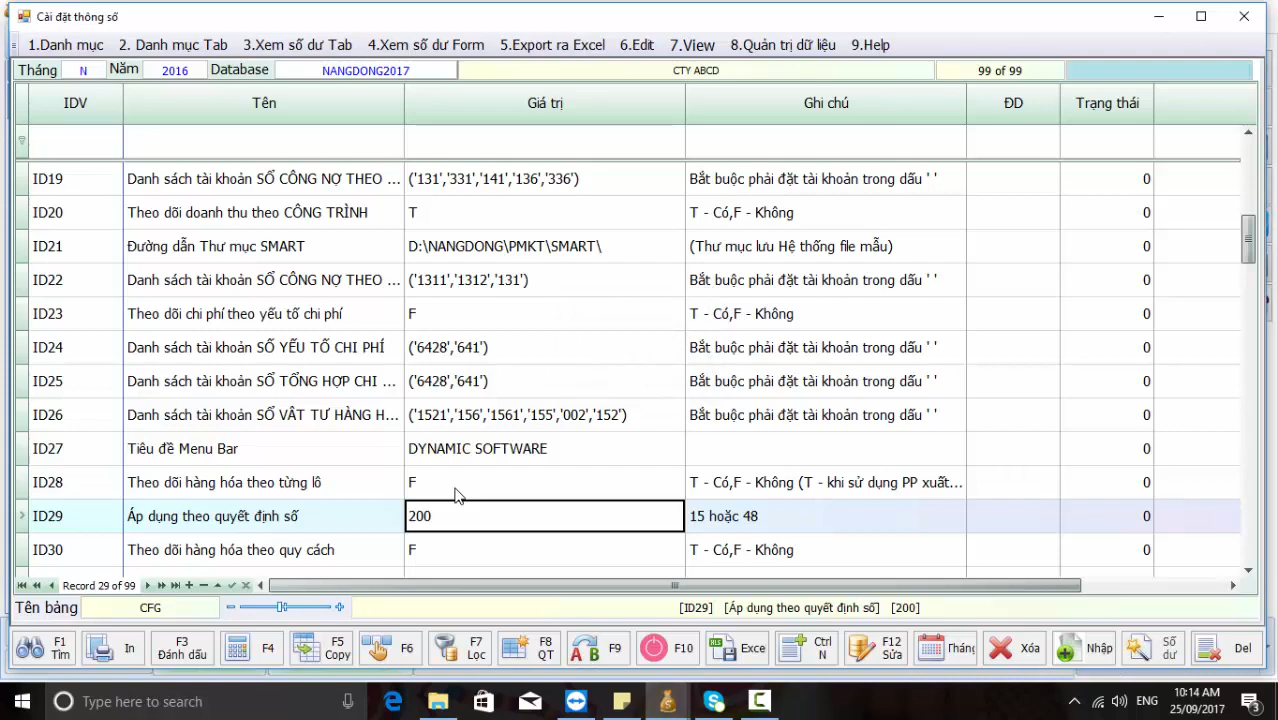 Cài đặt thông số
1.Danh mục 2. Danh mục Tab 3.Xem số dư Tab 4.Xem số dư Form 5.Export ra Excel 6.Edit 7.View 8.Quản trị dữ liệu 9.Help
Tháng N Năm 2016 Database NANGDONG2017 CTY ABCD 99 of 99
IDV Tên Giá trị Ghi chú ĐD Trạng thái
ID19 Danh sách tài khoản SỔ CÔNG NỢ THEO ... ('131','331','141','136','336') Bắt buộc phải đặt tài khoản trong dấu ' ' 0
ID20 Theo dõi doanh thu theo CÔNG TRÌNH T T - Có,F - Không 0
ID21 Đường dẫn Thư mục SMART D:\NANGDONG\PMKT\SMART\ (Thư mục lưu Hệ thống file mẫu) 0
ID22 Danh sách tài khoản SỔ CÔNG NỢ THEO ... ('1311','1312','131') Bắt buộc phải đặt tài khoản trong dấu ' ' 0
ID23 Theo dõi chi phí theo yếu tố chi phí F T - Có,F - Không 0
ID24 Danh sách tài khoản SỔ YẾU TỐ CHI PHÍ ('6428','641') Bắt buộc phải đặt tài khoản trong dấu ' ' 0
ID25 Danh sách tài khoản SỔ TỔNG HỢP CHI ... ('6428','641') Bắt buộc phải đặt tài khoản trong dấu ' ' 0
ID26 Danh sách tài khoản SỔ VẬT TƯ HÀNG H... ('1521','156','1561','155','002','152') Bắt buộc phải đặt tài khoản trong dấu ' ' 0
ID27 Tiêu đề Menu Bar DYNAMIC SOFTWARE 0
ID28 Theo dõi hàng hóa theo từng lô F T - Có,F - Không (T - khi sử dụng PP xuất... 0
ID29 Áp dụng theo quyết định số 200 15 hoặc 48 0
ID30 Theo dõi hàng hóa theo quy cách F T - Có,F - Không 0
Record 29 of 99
Tên bảng CFG [ID29] [Áp dụng theo quyết định số] [200]
F1 Tìm In F3 Đánh dấu F4 F5 Copy F6 F7 Lọc F8 QT F9 F10 Exce Ctrl N F12 Sửa Tháng Xóa Nhập Số dư Del
Type here to search ENG 10:14 AM 25/09/2017 3